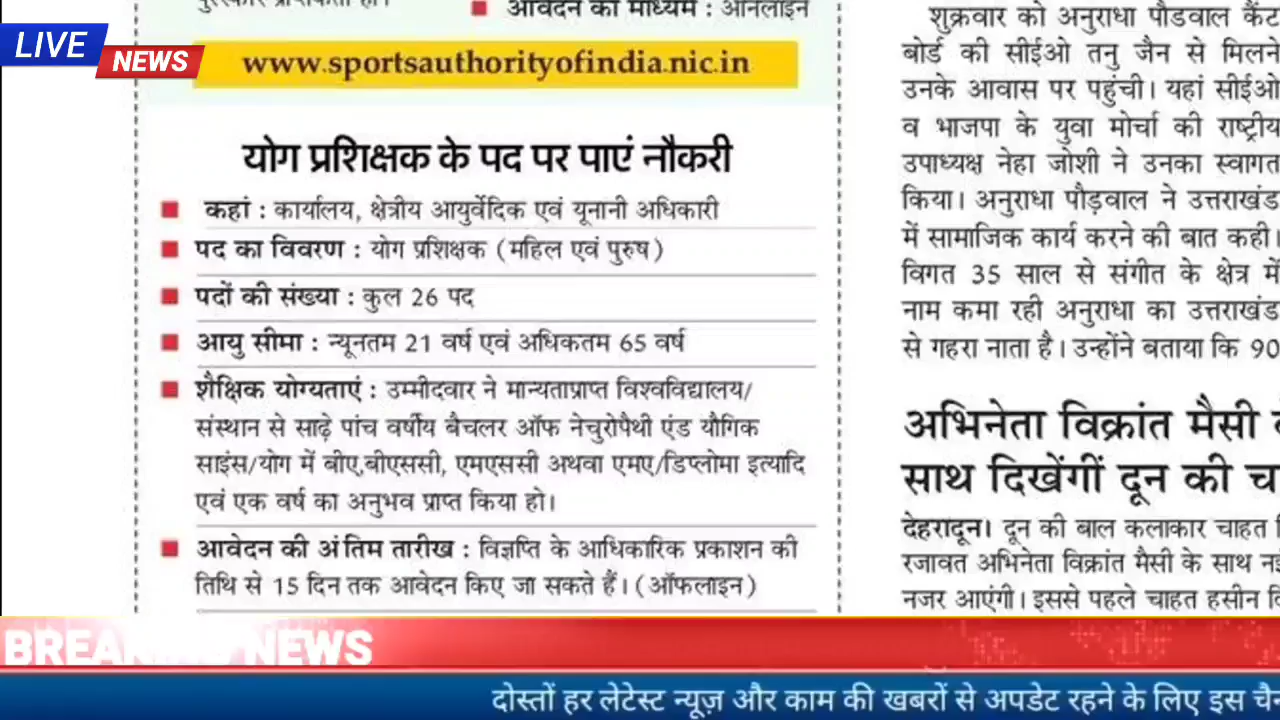 पुरस्कार प्राप्तकर्ता हो।
आवेदन का माध्यम : ऑनलाइन
LIVE
NEWS
www.sportsauthorityofindia.nic.in
योग प्रशिक्षक के पद पर पाएं नौकरी
कहां : कार्यालय, क्षेत्रीय आयुर्वेदिक एवं यूनानी अधिकारी
पद का विवरण : योग प्रशिक्षक (महिल एवं पुरुष)
पदों की संख्या : कुल 26 पद
आयु सीमा : न्यूनतम 21 वर्ष एवं अधिकतम 65 वर्ष
शैक्षिक योग्यताएं : उम्मीदवार ने मान्यताप्राप्त विश्वविद्यालय/
संस्थान से साढ़े पांच वर्षीय बैचलर ऑफ नेचुरोपैथी एंड यौगिक
साइंस/योग में बीए,बीएससी, एमएससी अथवा एमए/डिप्लोमा इत्यादि
एवं एक वर्ष का अनुभव प्राप्त किया हो।
आवेदन की अंतिम तारीख : विज्ञप्ति के आधिकारिक प्रकाशन की
तिथि से 15 दिन तक आवेदन किए जा सकते हैं। (ऑफलाइन)
शुक्रवार को अनुराधा पौडवाल कैंट
बोर्ड की सीईओ तनु जैन से मिलने
उनके आवास पर पहुंची। यहां सीईओ
व भाजपा के युवा मोर्चा की राष्ट्रीय
उपाध्यक्ष नेहा जोशी ने उनका स्वागत
किया। अनुराधा पौड़वाल ने उत्तराखंड
में सामाजिक कार्य करने की बात कही।
विगत 35 साल से संगीत के क्षेत्र में
नाम कमा रही अनुराधा का उत्तराखंड
से गहरा नाता है। उन्होंने बताया कि 90
अभिनेता विक्रांत मैसी
साथ दिखेंगीं दून की च
देहरादून। दून की बाल कलाकार चाहत
रजावत अभिनेता विक्रांत मैसी के साथ नई
नजर आएंगी। इससे पहले चाहत हसीन
BREAKING NEWS
दोस्तों हर लेटेस्ट न्यूज़ और काम की खबरों से अपडेट रहने के लिए इस चै